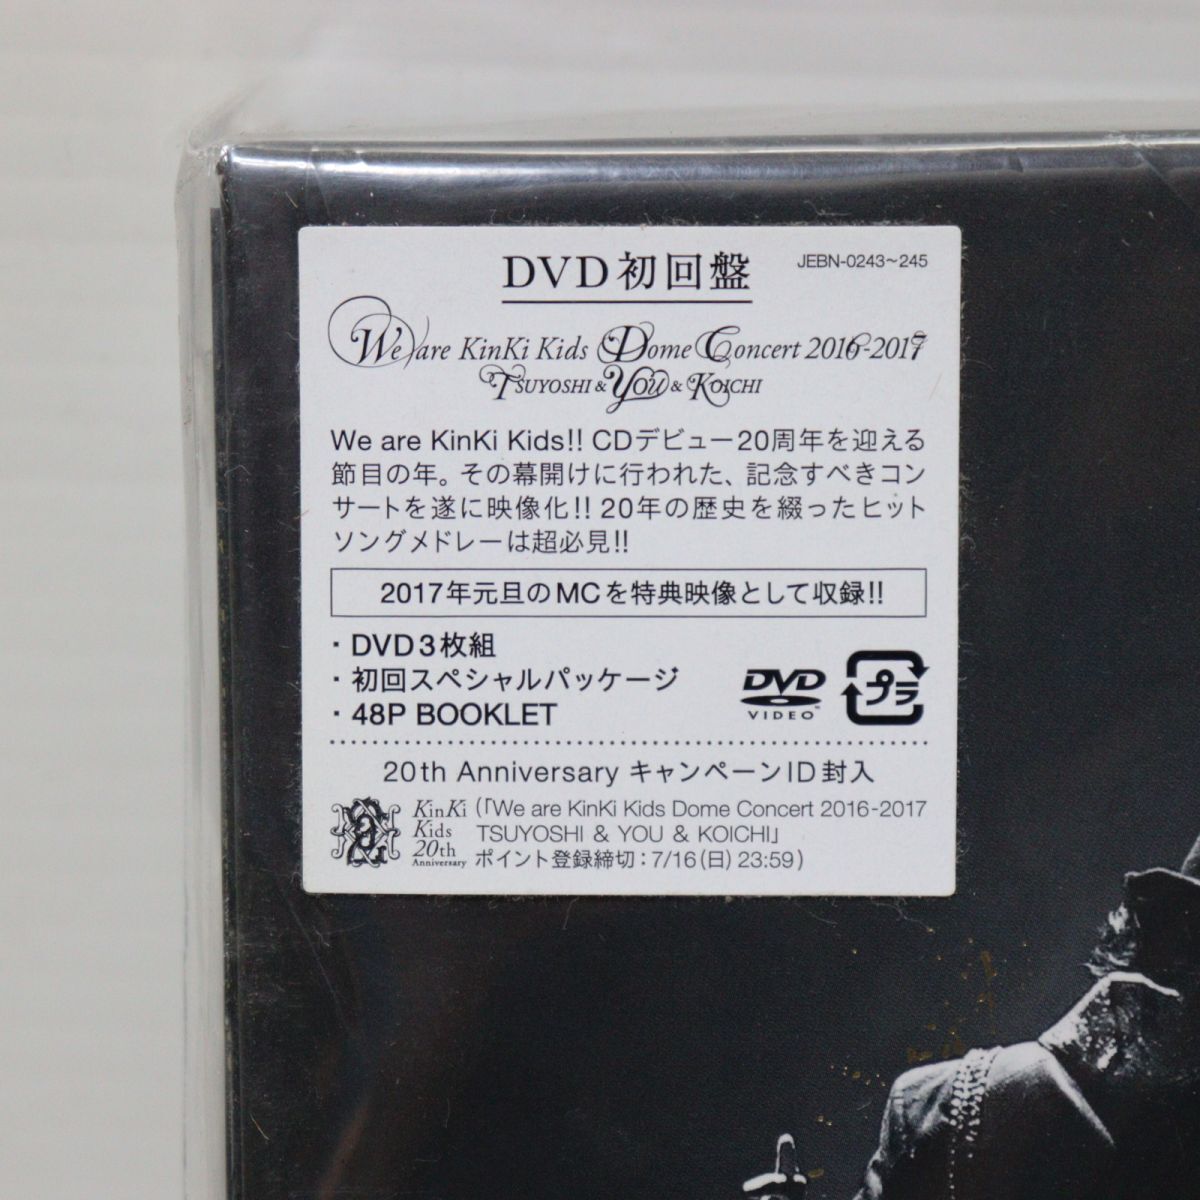 DVD初回盤
JEBN-0243~245
We are KinKi Kids Dome Concert 2016-2017
TSUYOSHI & YOU & KOICHI
We are KinKi Kids!! CDデビュー20周年を迎える
節目の年。その幕開けに行われた、記念すべきコン
サートを遂に映像化!! 20年の歴史を綴ったヒット
ソングメドレーは超必見!!
2017年元旦のMCを特典映像として収録!!
・DVD3枚組
・初回スペシャルパッケージ
・48P BOOKLET
DVD
VIDEO
プラ
20th Anniversary キャンペーンID封入
KinKi
Kids
20th
Anniversary
(「We are KinKi Kids Dome Concert 2016-2017
TSUYOSHI & YOU & KOICHI」
ポイント登録締切：7/16(日) 23:59)